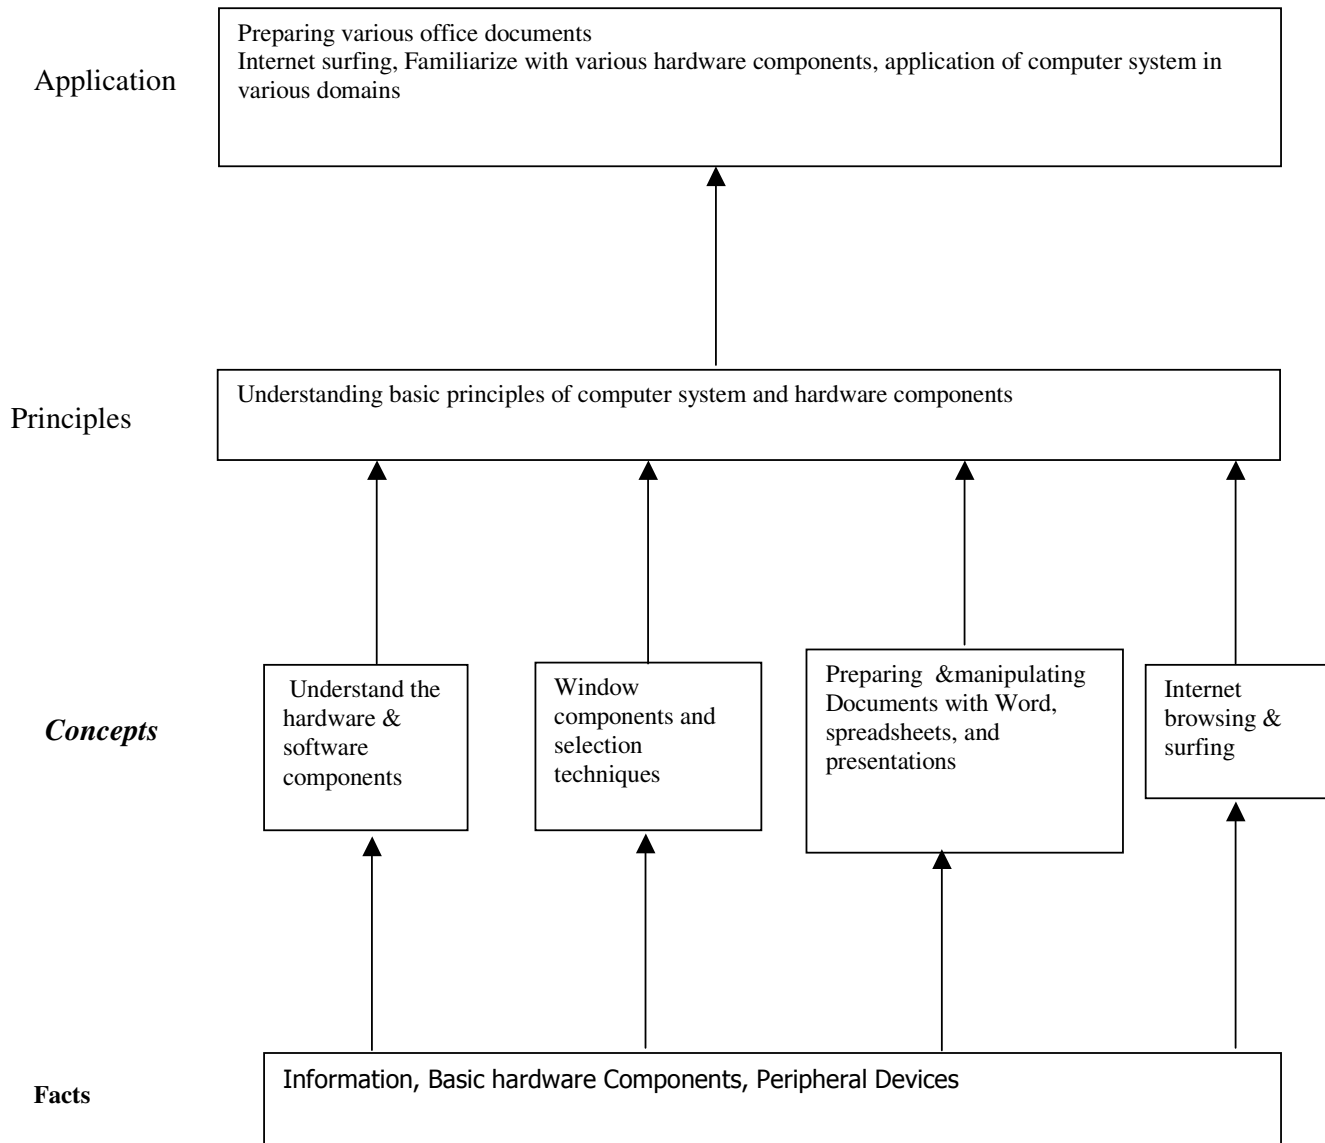 Application
Preparing various office documents
Internet surfing, Familiarize with various hardware components, application of computer system in
various domains
Principles
Understanding basic principles of computer system and hardware components
Concepts
Understand the
hardware &
software
components
Window
components and
selection
techniques
Preparing &manipulating
Documents with Word,
spreadsheets, and
presentations
Internet
browsing &
surfing
Facts
Information, Basic hardware Components, Peripheral Devices